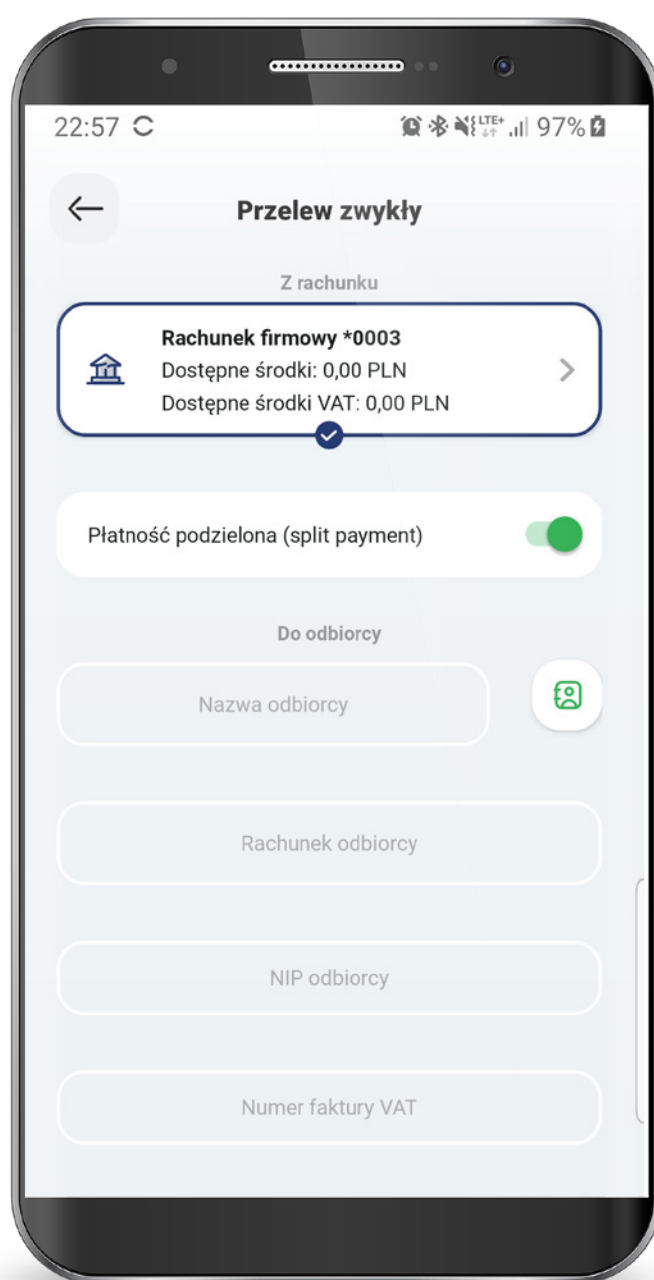 22:57
LTE+
97%
Przelew zwykły
Z rachunku
Rachunek firmowy *0003
Dostępne środki: 0,00 PLN
Dostępne środki VAT: 0,00 PLN
Płatność podzielona (split payment)
Do odbiorcy
Nazwa odbiorcy
Rachunek odbiorcy
NIP odbiorcy
Numer faktury VAT